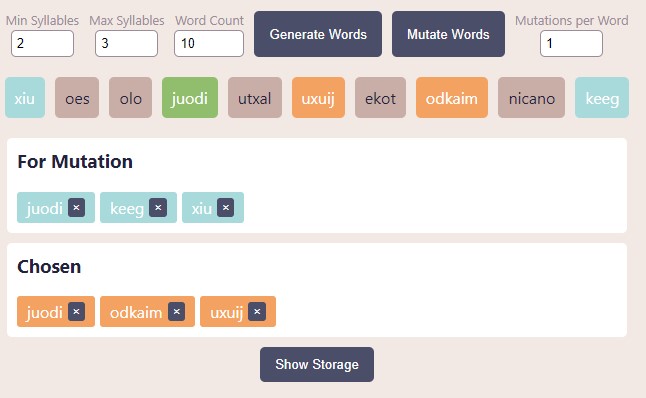 Min Syllables Max Syllables Word Count Mutations per Word
2 3 10 Generate Words Mutate Words 1
xiu oes olo juodi utxal uxuij ekot odkaim nicano keeg
For Mutation
juodi × keeg × xiu ×
Chosen
juodi × odkaim × uxuij ×
Show Storage